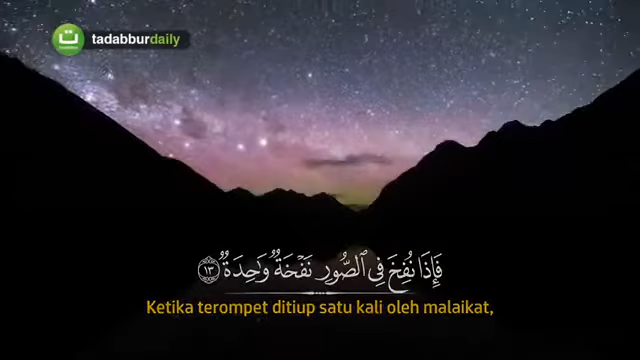 tadabburdaily
فَإِذَا نُفِخَ فِي ٱلصُّورِ نَفْخَةٌ وَٰحِدَةٌ ١٣
Ketika terompet ditiup satu kali oleh malaikat,